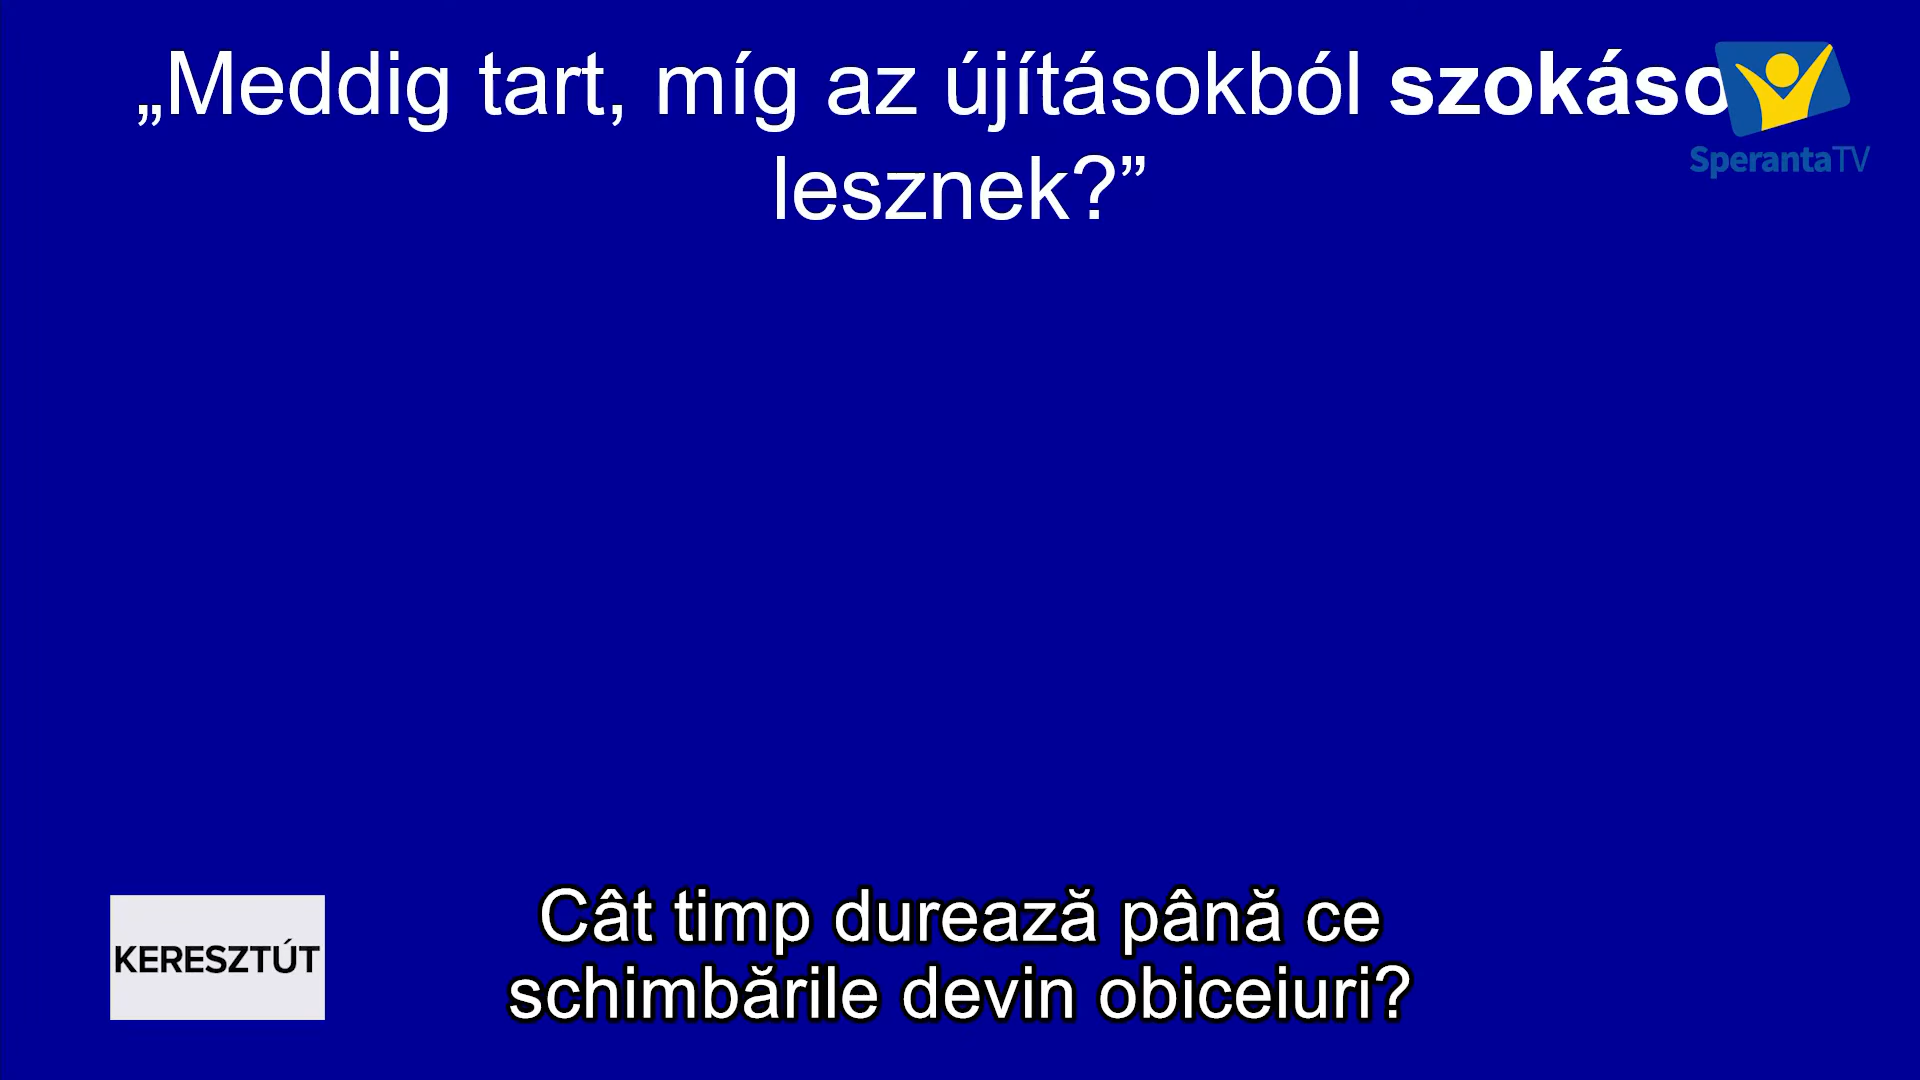 „Meddig tart, míg az újításokból szokáso
lesznek?”
SperantaTV
KERESZTÚT
Cât timp durează până ce
schimbările devin obiceiuri?